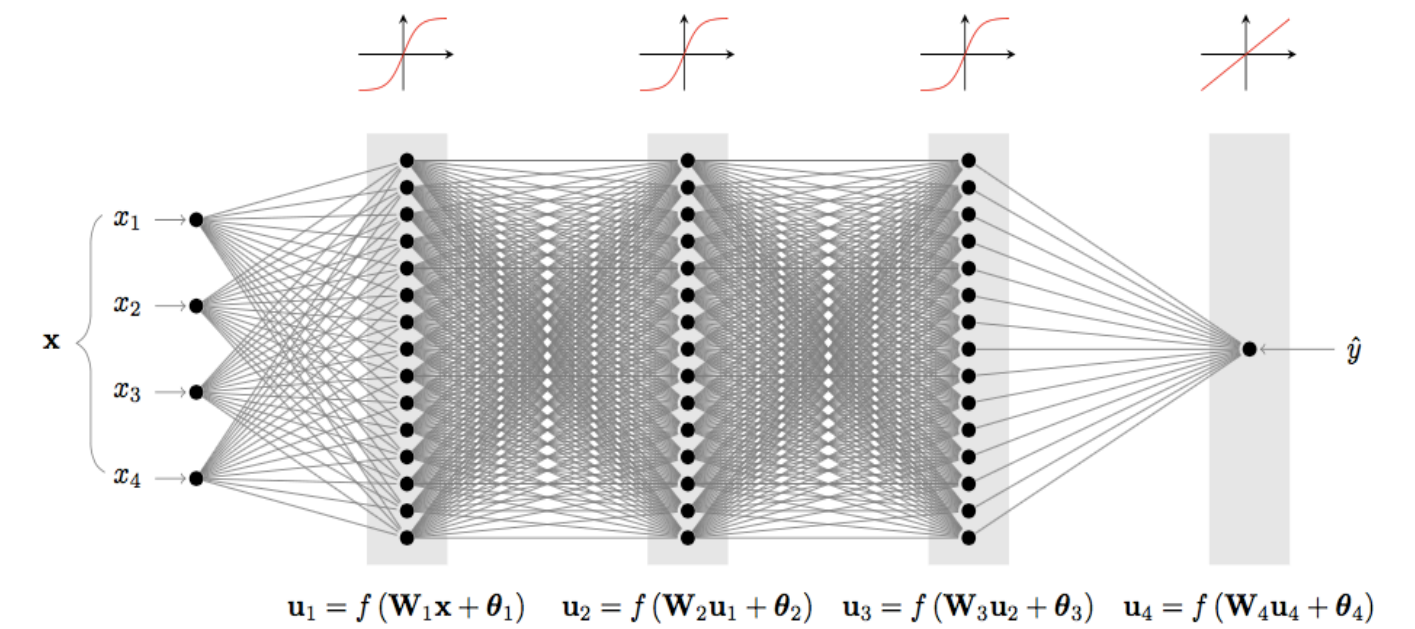 x₁
x₂
x
x₃
x₄
ŷ
u₁ = f (W₁x + θ₁)
u₂ = f (W₂u₁ + θ₂)
u₃ = f (W₃u₂ + θ₃)
u₄ = f (W₄u₄ + θ₄)